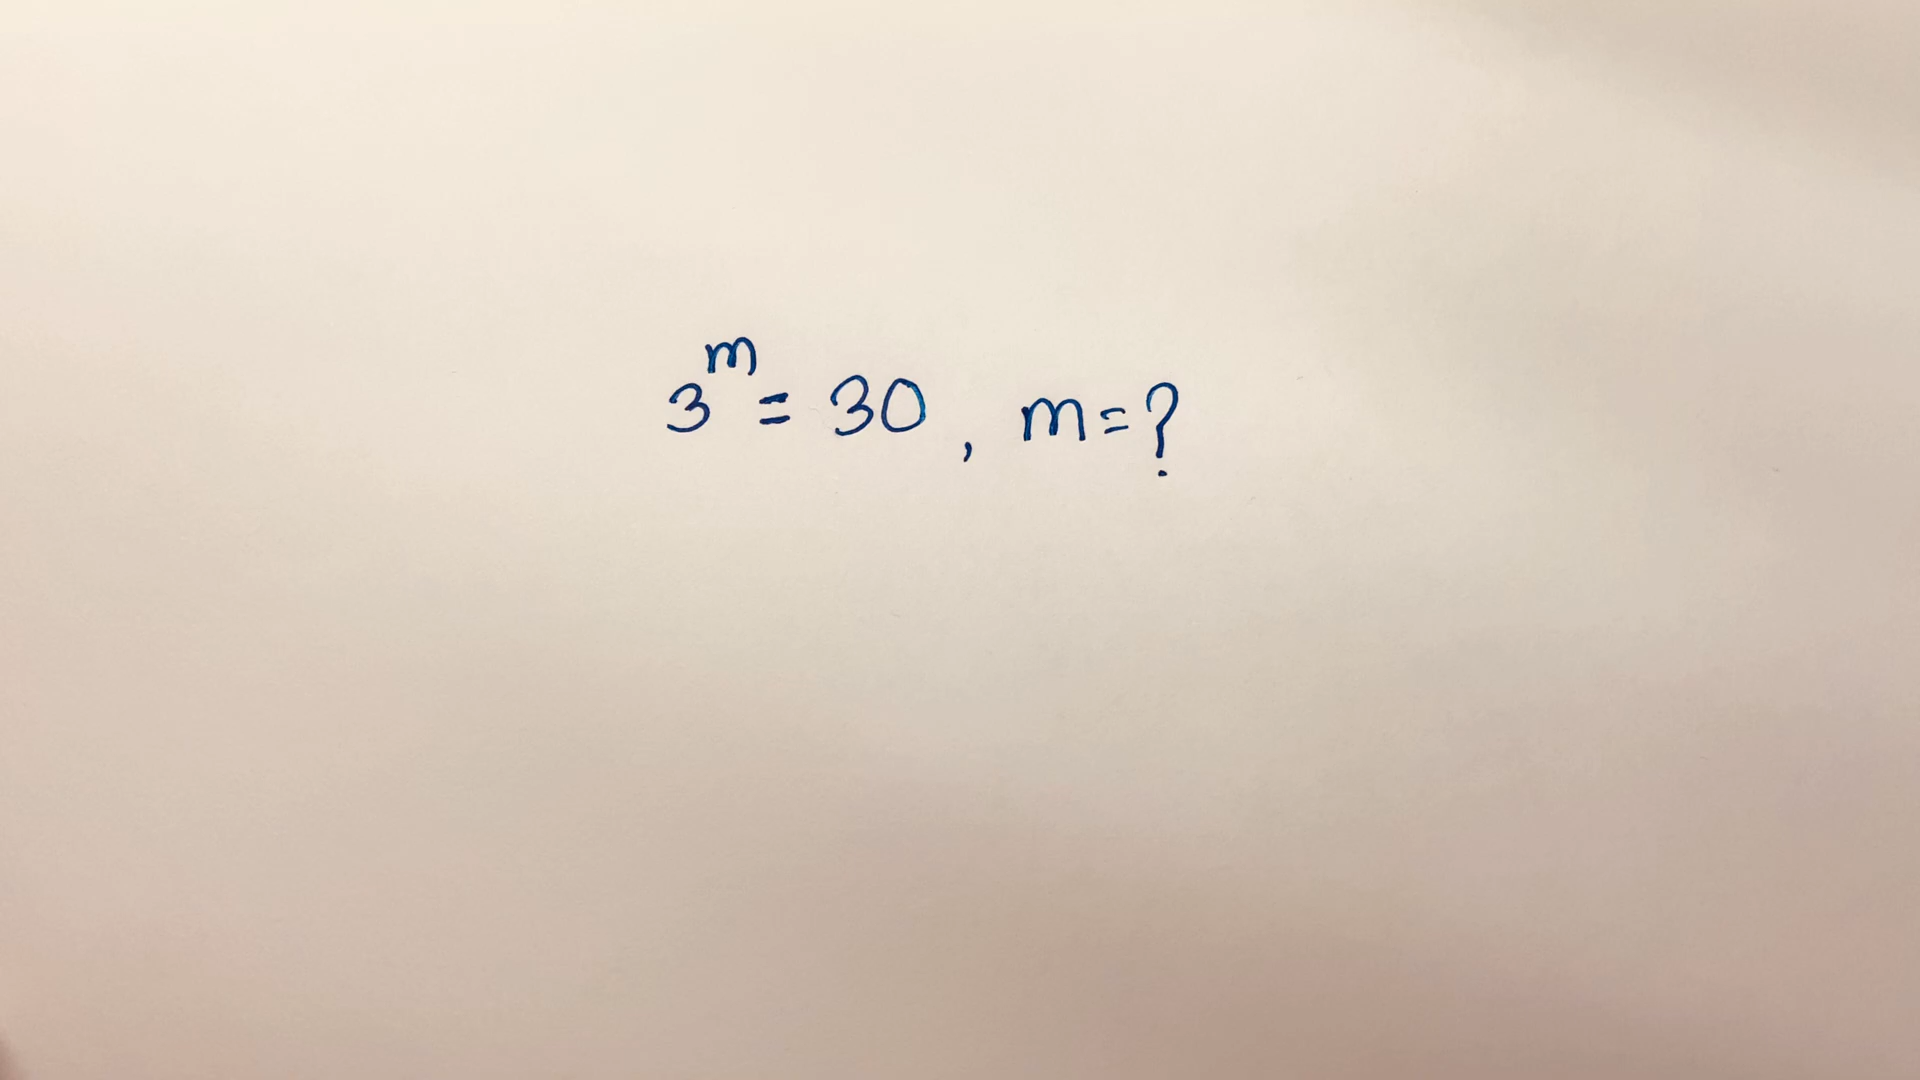 3^m = 30 , m = ?